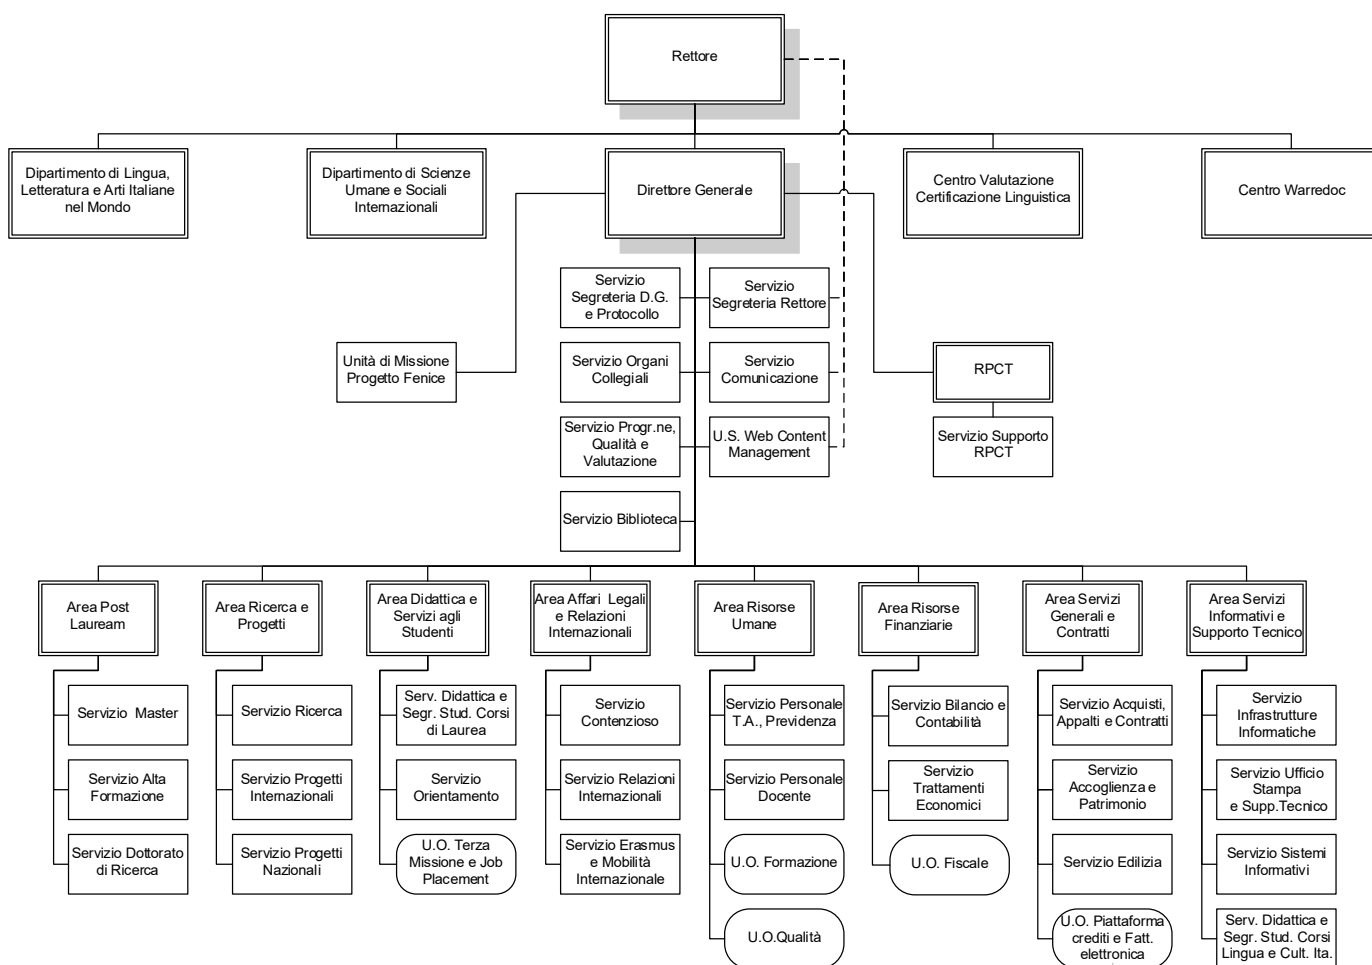 Rettore
Dipartimento di Lingua,
Letteratura e Arti Italiane
nel Mondo
Dipartimento di Scienze
Umane e Sociali
Internazionali
Direttore Generale
Centro Valutazione
Certificazione Linguistica
Centro Warredoc
Servizio
Segreteria D.G.
e Protocollo
Servizio
Segreteria Rettore
Unità di Missione
Progetto Fenice
Servizio Organi
Collegiali
Servizio
Comunicazione
RPCT
Servizio Progr.ne,
Qualità e
Valutazione
U.S. Web Content
Management
Servizio Supporto
RPCT
Servizio Biblioteca
Area Post
Lauream
Area Ricerca e
Progetti
Area Didattica e
Servizi agli
Studenti
Area Affari Legali
e Relazioni
Internazionali
Area Risorse
Umane
Area Risorse
Finanziarie
Area Servizi
Generali e
Contratti
Area Servizi
Informativi e
Supporto Tecnico
Servizio Master
Servizio Ricerca
Serv. Didattica e
Segr. Stud. Corsi
di Laurea
Servizio
Contenzioso
Servizio Personale
T.A., Previdenza
Servizio Bilancio e
Contabilità
Servizio Acquisti,
Appalti e Contratti
Servizio
Infrastrutture
Informatiche
Servizio Alta
Formazione
Servizio Progetti
Internazionali
Servizio
Orientamento
Servizio Relazioni
Internazionali
Servizio Personale
Docente
Servizio
Trattamenti
Economici
Servizio
Accoglienza e
Patrimonio
Servizio Ufficio
Stampa
e Supp.Tecnico
Servizio Dottorato
di Ricerca
Servizio Progetti
Nazionali
U.O. Terza
Missione e Job
Placement
Servizio Erasmus
e Mobilità
Internazionale
U.O. Formazione
U.O. Fiscale
Servizio Edilizia
Servizio Sistemi
Informativi
U.O.Qualità
U.O. Piattaforma
crediti e Fatt.
elettronica
Serv. Didattica e
Segr. Stud. Corsi
Lingua e Cult. Ita.